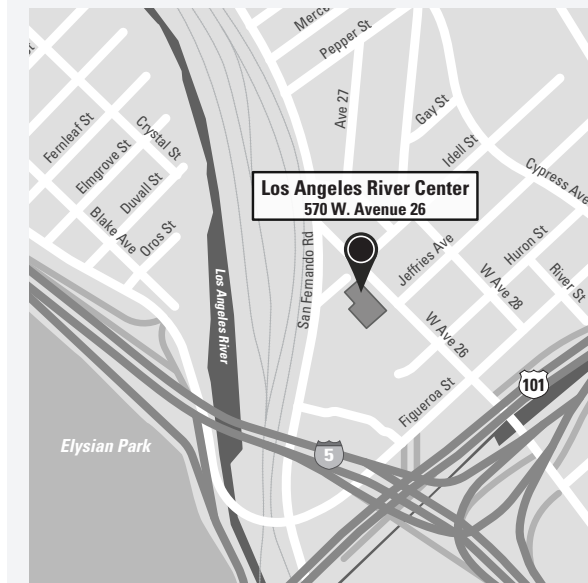 Merce
Pepper St
St
Ave 27
Fernleaf St
Elmgrove St
Crystal St
Duvall St
Blake Ave
Oros St
Gay St
Idell St
Cypress Ave
Los Angeles River Center
570 W. Avenue 26
San Fernando Rd
Los Angeles River
Jeffries Ave
Huron St
W Ave 28
River St
W Ave 26
Figueroa St
101
Elysian Park
5